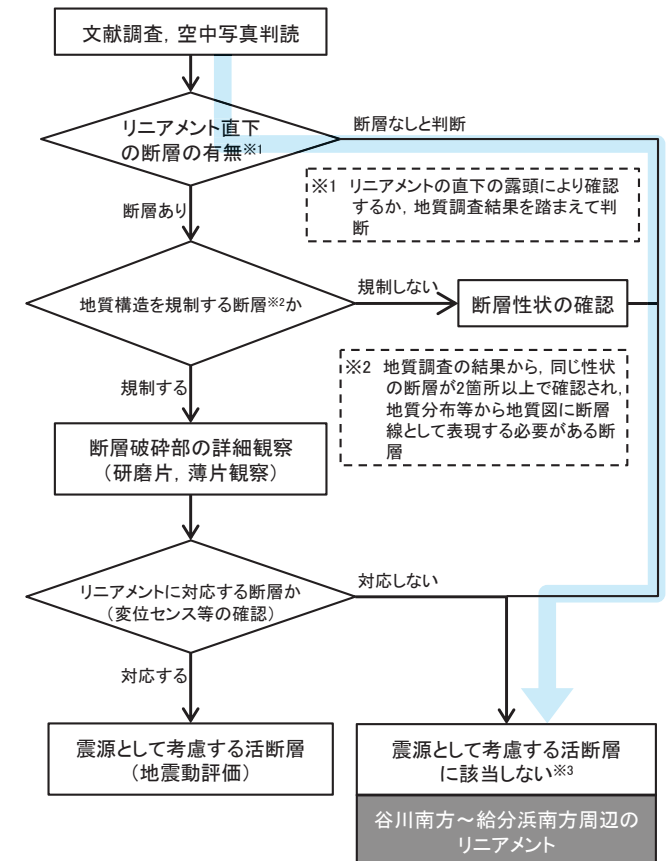 文献調査，空中写真判読
リニアメント直下
の断層の有無※1
断層なしと判断
※1 リニアメントの直下の露頭により確認
するか，地質調査結果を踏まえて判
断
断層あり
地質構造を規制する断層※2か
規制しない
断層性状の確認
※2 地質調査の結果から，同じ性状
の断層が2箇所以上で確認され，
地質分布等から地質図に断層
線として表現する必要がある断
層
規制する
断層破砕部の詳細観察
（研磨片，薄片観察）
リニアメントに対応する断層か
（変位センス等の確認）
対応しない
対応する
震源として考慮する活断層
（地震動評価）
震源として考慮する活断層
に該当しない※3
谷川南方～給分浜南方周辺の
リニアメント